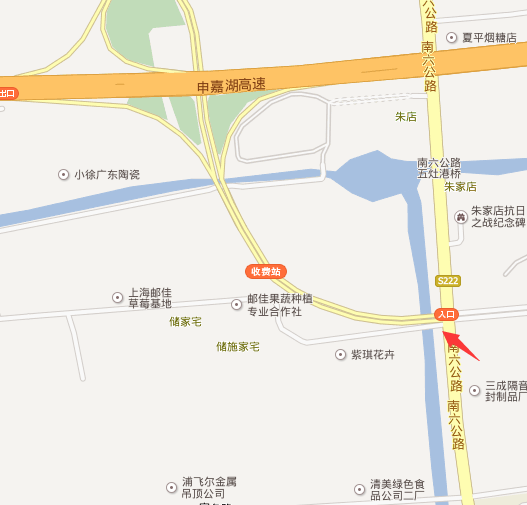 六公路
夏平烟糖店
南六公路
申嘉湖高速
出口
朱店
小徐广东陶瓷
南六公路
五灶港桥
朱家店
朱家店抗日
之战纪念碑
收费站
S222
上海邮佳
草莓基地
邮佳果蔬种植
专业合作社
入口
储家宅
储施家宅
紫琪花卉
南六公路
三成隔音
封制品厂
南六公路
浦飞尔金属
吊顶公司
清美绿色食
品公司二厂